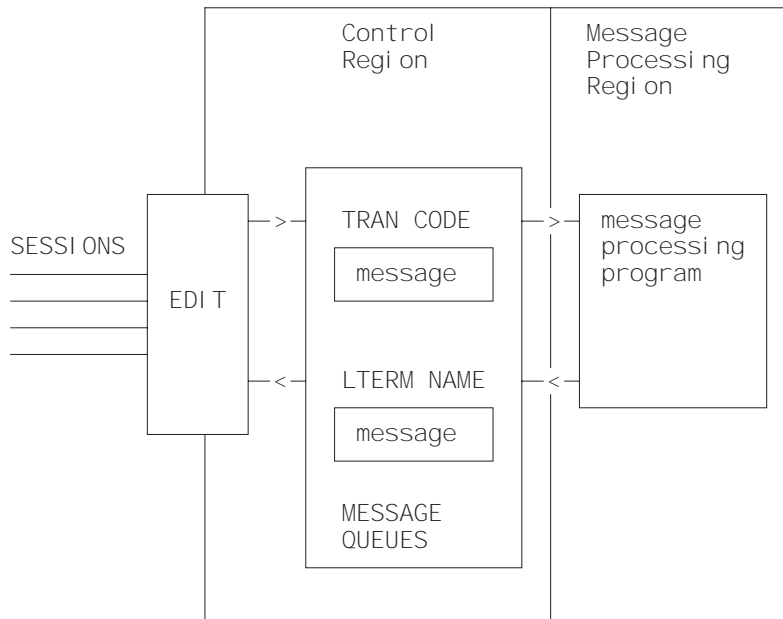 Control
Region
Message
Processing
Region
SESSIONS
EDIT
>
TRAN CODE
message
>
message
processing
program
<
LTERM NAME
message
<
MESSAGE
QUEUES